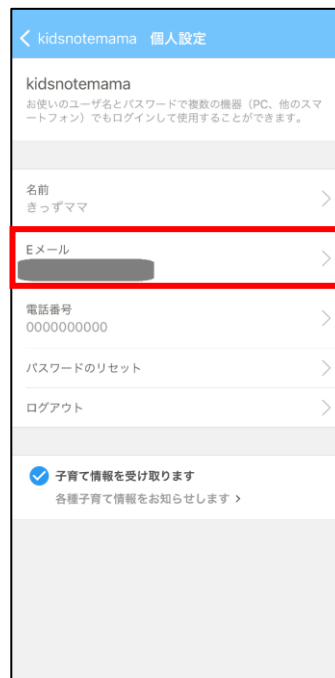 kidsnotemama 個人設定
kidsnotemama
お使いのユーザ名とパスワードで複数の機器（PC、他のスマ
ートフォン）でもログインして使用することができます。
名前
きっずママ
Eメール
電話番号
0000000000
パスワードのリセット
ログアウト
子育て情報を受け取ります
各種子育て情報をお知らせします >